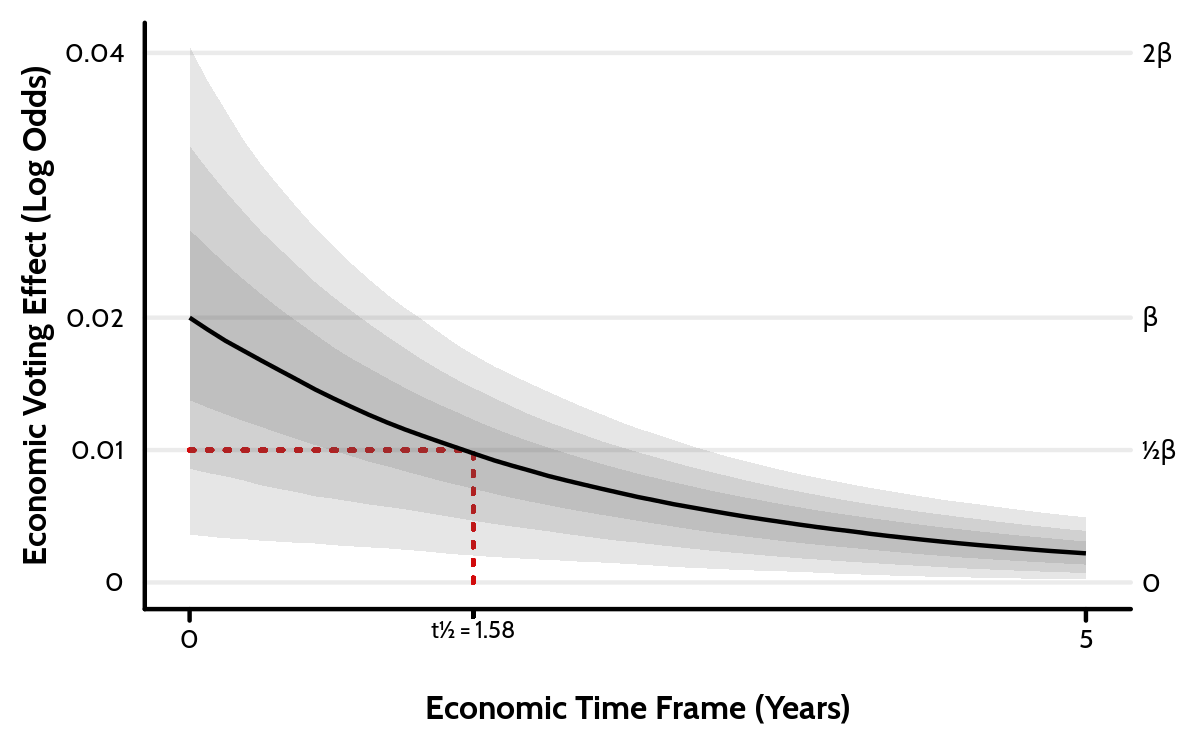 Economic Voting Effect (Log Odds)
0.04
0.02
0.01
0
2β
β
½β
0
0
t½ = 1.58
5
Economic Time Frame (Years)